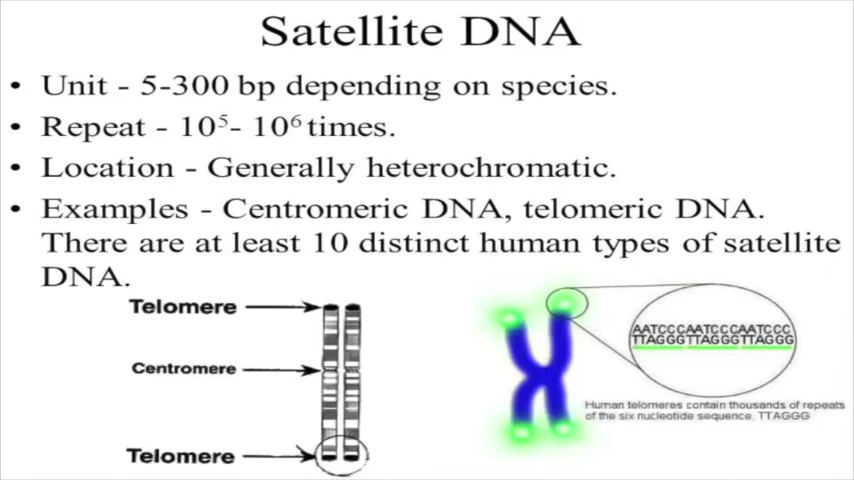 Satellite DNA
• Unit - 5-300 bp depending on species.
• Repeat - 10⁵- 10⁶ times.
• Location - Generally heterochromatic.
• Examples - Centromeric DNA, telomeric DNA.
There are at least 10 distinct human types of satellite
DNA.
Telomere
Centromere
Telomere
AATCCCAATCCCAATCCC
TTAGGGTTAGGGTTAGGG
Human telomeres contain thousands of repeats
of the six nucleotide sequence, TTAGGG